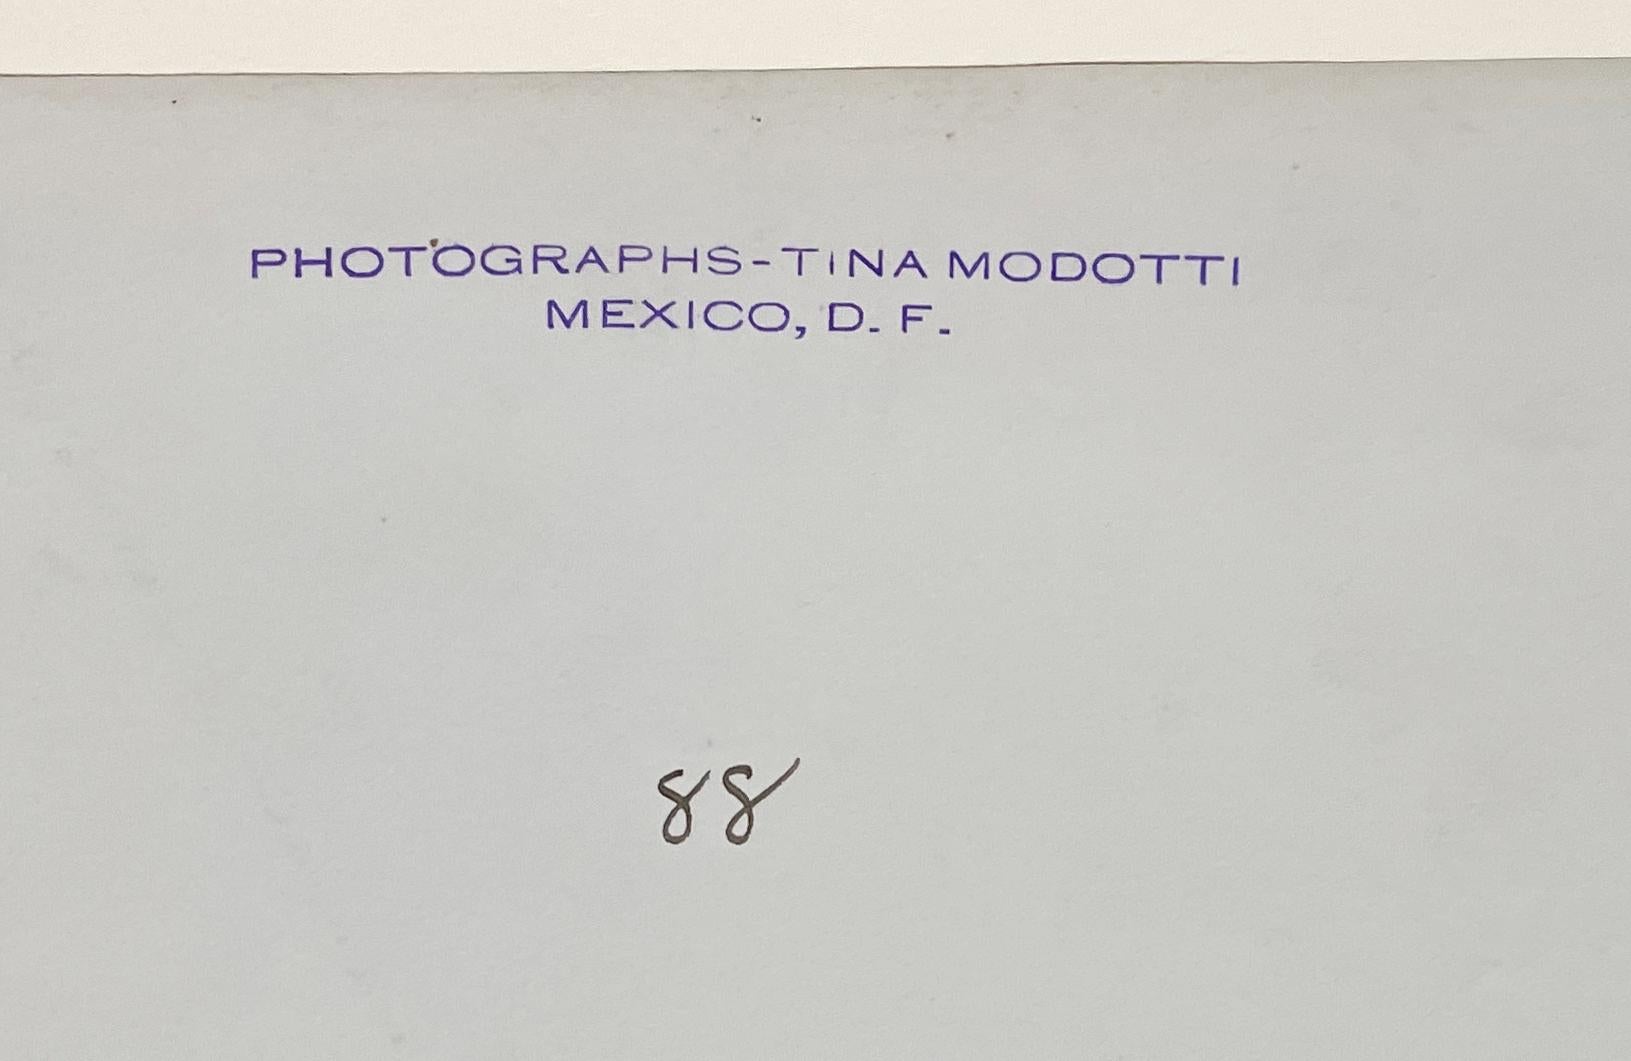 PHOTOGRAPHS-TINA MODOTTI
MEXICO, D. F.
88